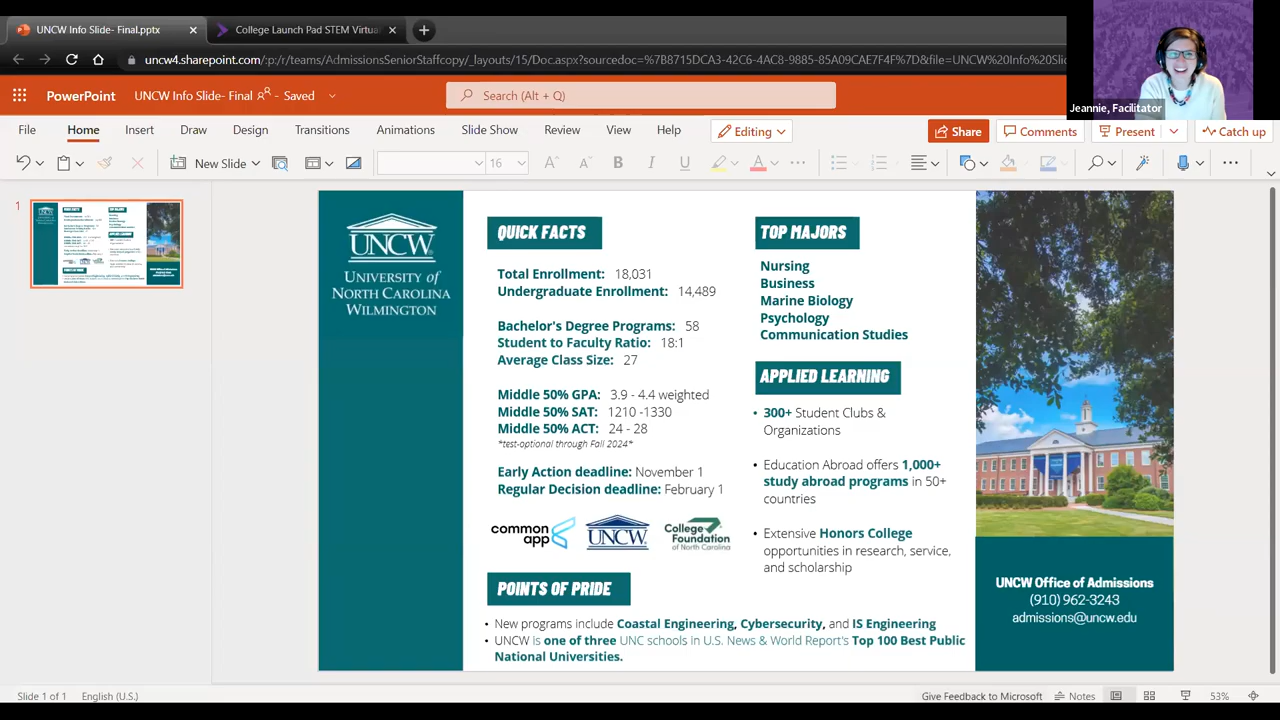 UNCW Info Slide- Final.pptx
College Launch Pad STEM Virtua
uncw4.sharepoint.com/:p:/r/teams/AdmissionsSeniorStaffcopy/_layouts/15/Doc.aspx?sourcedoc=%7B8715DCA3-42C6-4AC8-9885-85A09CAE7F4F%7D&file=UNCW%20Info%20Slid
Jeannie, Facilitator
PowerPoint
UNCW Info Slide- Final - Saved
Search (Alt + Q)
File Home Insert Draw Design Transitions Animations Slide Show Review View Help Editing Share Comments Present Catch up
New Slide 16 B I U A
1
UNCW
UNIVERSITY of
NORTH CAROLINA
WILMINGTON
QUICK FACTS
Total Enrollment: 18,031
Undergraduate Enrollment: 14,489
Bachelor's Degree Programs: 58
Student to Faculty Ratio: 18:1
Average Class Size: 27
Middle 50% GPA: 3.9 - 4.4 weighted
Middle 50% SAT: 1210 -1330
Middle 50% ACT: 24 - 28
*test-optional through Fall 2024*
Early Action deadline: November 1
Regular Decision deadline: February 1
common
app
UNCW
College
Foundation
of North Carolina
TOP MAJORS
Nursing
Business
Marine Biology
Psychology
Communication Studies
APPLIED LEARNING
• 300+ Student Clubs &
Organizations
• Education Abroad offers 1,000+
study abroad programs in 50+
countries
• Extensive Honors College
opportunities in research, service,
and scholarship
POINTS OF PRIDE
• New programs include Coastal Engineering, Cybersecurity, and IS Engineering
• UNCW is one of three UNC schools in U.S. News & World Report's Top 100 Best Public
National Universities.
UNCW Office of Admissions
(910) 962-3243
admissions@uncw.edu
Slide 1 of 1 English (U.S.) Give Feedback to Microsoft Notes 53%